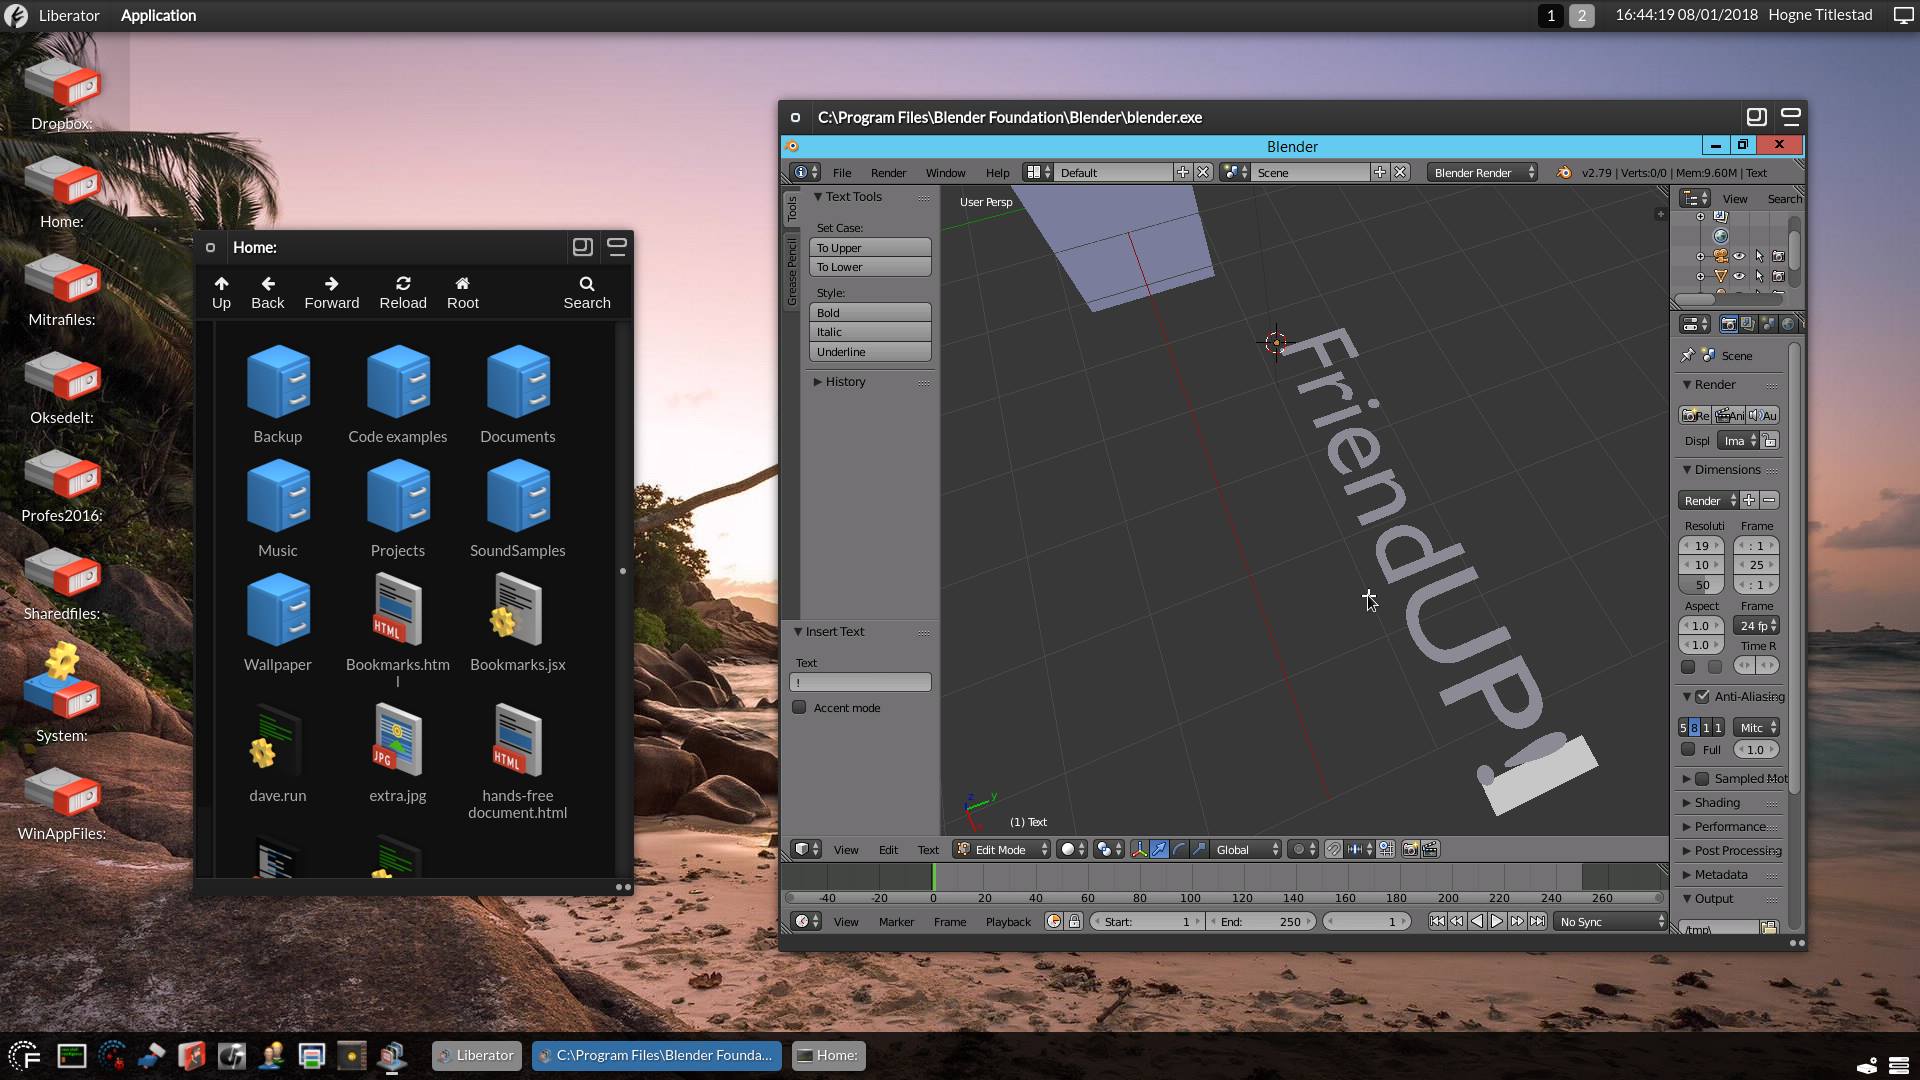 Liberator Application
1 2 16:44:19 08/01/2018 Hogne Titlestad
Dropbox:
Home:
Mitrafiles:
Oksedelt:
Profes2016:
Sharedfiles:
System:
WinAppFiles:
Home:
Up Back Forward Reload Root Search
Backup Code examples Documents
Music Projects SoundSamples
Wallpaper Bookmarks.htm
l Bookmarks.jsx
dave.run extra.jpg hands-free
document.html
HTML
JPG
HTML
C:\Program Files\Blender Foundation\Blender\blender.exe
Blender
File Render Window Help Default Scene Blender Render v2.79 | Verts:0/0 | Mem:9.60M | Text
Tools
Grease Pencil
Text Tools
Set Case:
To Upper
To Lower
Style:
Bold
Italic
Underline
History
Insert Text
Text
!
Accent mode
User Persp
FriendUP!
z y
(1) Text
View Search
Scene
Render
Re Ani Au
Displ Ima
Dimensions
Render
Resoluti Frame
19 : 1
10 25
50 : 1
Aspect Frame
1.0 24 fp
1.0 Time R
Anti-Aliasing
5 8 1 1 Mitc
Full 1.0
Sampled Mot
Shading
Performance
Post Processing
Metadata
Output
/tmp\
View Edit Text Edit Mode Global
-40 -20 0 20 40 60 80 100 120 140 160 180 200 220 240 260
View Marker Frame Playback Start: 1 End: 250 1 No Sync
Liberator C:\Program Files\Blender Founda... Home: